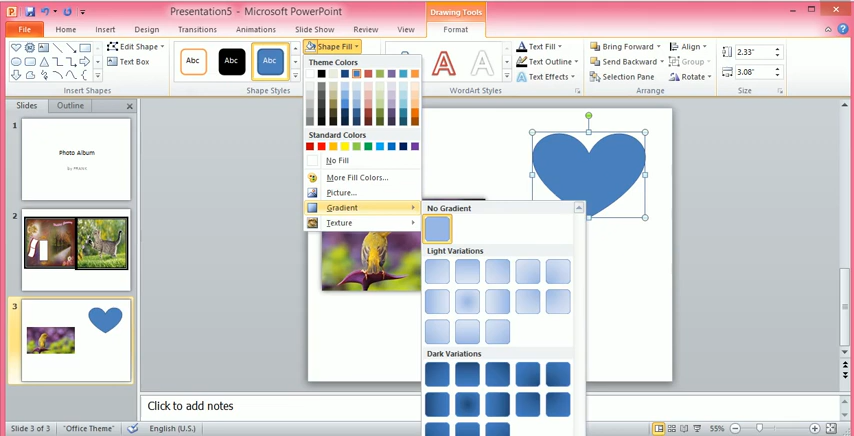 Presentation5 - Microsoft PowerPoint
Drawing Tools
File Home Insert Design Transitions Animations Slide Show Review View Format
Edit Shape
Text Box
Insert Shapes
Abc Abc Abc
Shape Styles
Shape Fill
Text Fill
Text Outline
Text Effects
WordArt Styles
Bring Forward
Send Backward
Selection Pane
Align
Group
Rotate
Arrange
2.33"
3.08"
Size
Slides Outline
1
Photo Album
2
3
Theme Colors
Standard Colors
No Fill
More Fill Colors...
Picture...
Gradient
Texture
No Gradient
Light Variations
Dark Variations
Click to add notes
Slide 3 of 3 "Office Theme" English (U.S.) 55%